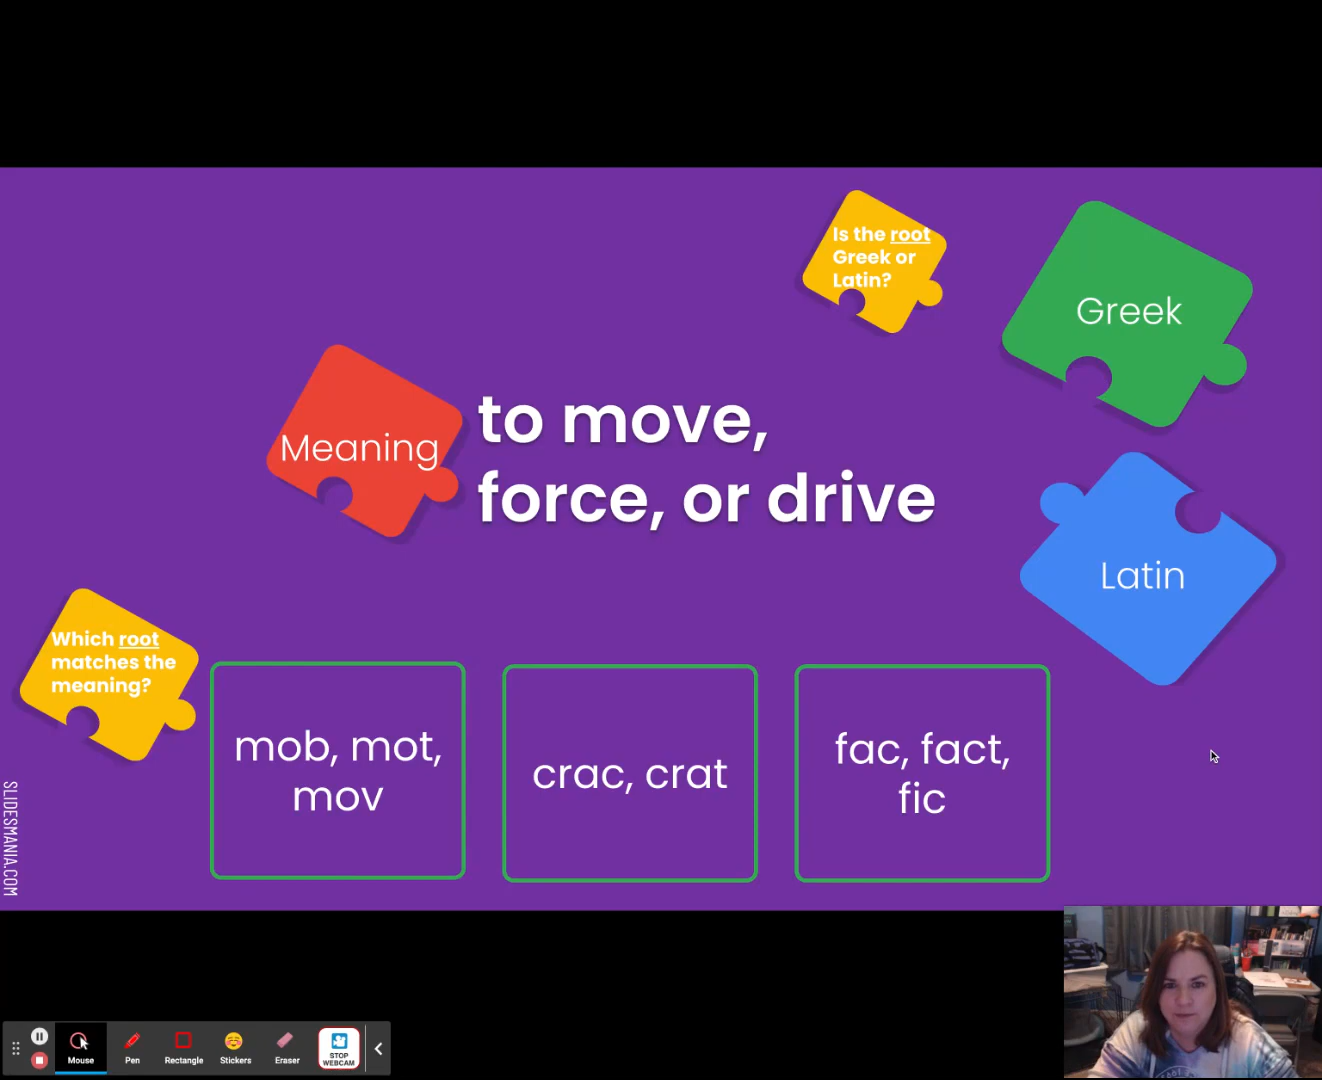 Is the root
Greek or
Latin?
Greek
Meaning
to move,
force, or drive
Latin
Which root
matches the
meaning?
mob, mot,
mov
crac, crat
fac, fact,
fic
SLIDESMANIA.COM
Mouse
Pen
Rectangle
Stickers
Eraser
STOP
WEBCAM